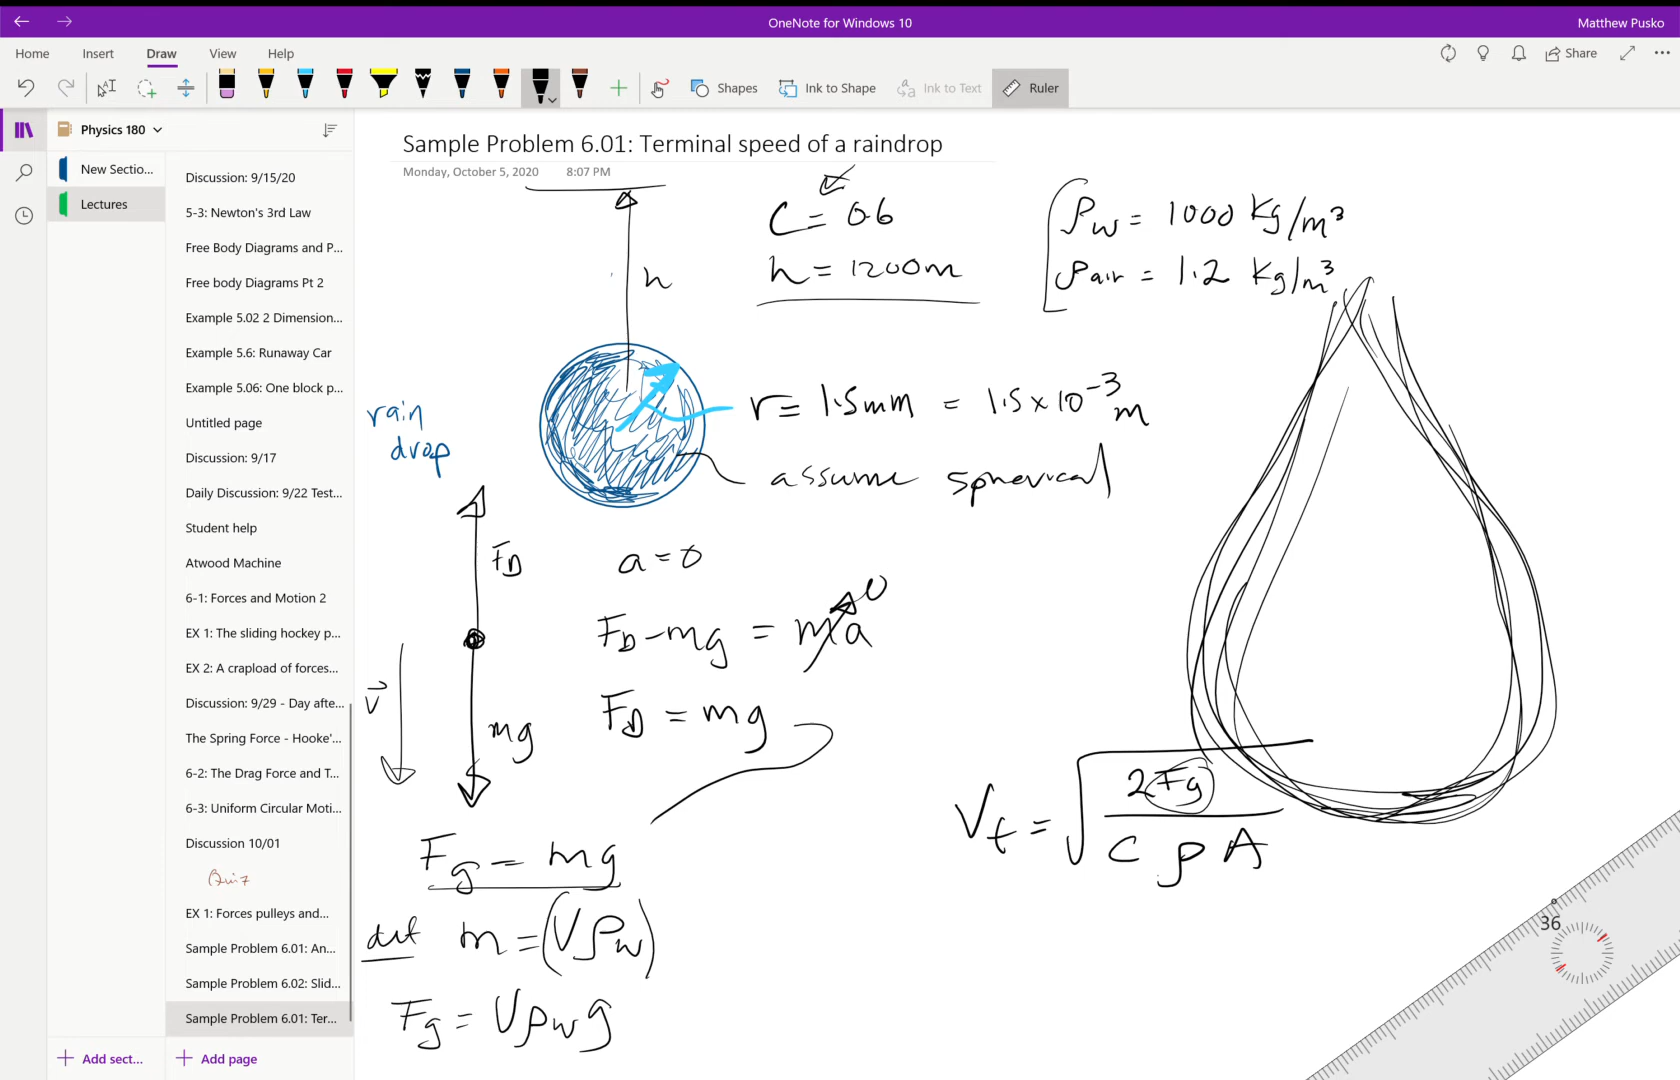 OneNote for Windows 10
Matthew Pusko
Home Insert Draw View Help
Share
Shapes Ink to Shape Ink to Text Ruler
Physics 180
New Sectio...
Lectures
Discussion: 9/15/20
5-3: Newton's 3rd Law
Free Body Diagrams and P...
Free body Diagrams Pt 2
Example 5.02 2 Dimension...
Example 5.6: Runaway Car
Example 5.06: One block p...
Untitled page
Discussion: 9/17
Daily Discussion: 9/22 Test...
Student help
Atwood Machine
6-1: Forces and Motion 2
EX 1: The sliding hockey p...
EX 2: A crapload of forces...
Discussion: 9/29 - Day afte...
The Spring Force - Hooke'...
6-2: The Drag Force and T...
6-3: Uniform Circular Moti...
Discussion 10/01
Quiz
EX 1: Forces pulleys and...
Sample Problem 6.01: An...
Sample Problem 6.02: Slid...
Sample Problem 6.01: Ter...
Add sect...
Add page
Sample Problem 6.01: Terminal speed of a raindrop
Monday, October 5, 2020 8:07 PM
C = 0.6
h = 1200m
ρw = 1000 Kg/m³
ρair = 1.2 Kg/m³
h
rain
drop
r = 1.5mm = 1.5 x 10⁻³ m
assume spherical
FD
a = 0
FD - mg = ma 0
v⃗
mg
FD = mg
Fg = mg
Vt = √(2Fg / C ρ A)
m = (Vρw)
Fg = Vρw g
36